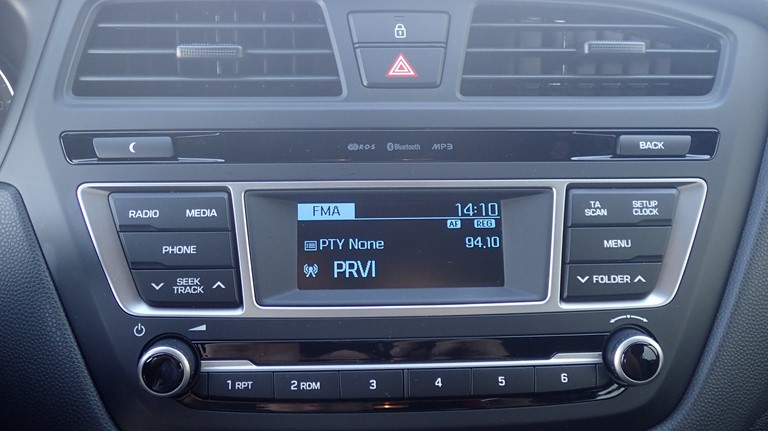 R·D·S Bluetooth MP3
BACK
RADIO MEDIA
PHONE
SEEK
TRACK
FMA 14:10
AF REG
PTY None 94,10
PRVI
TA
SCAN
SETUP
CLOCK
MENU
FOLDER
1 RPT 2 RDM 3 4 5 6